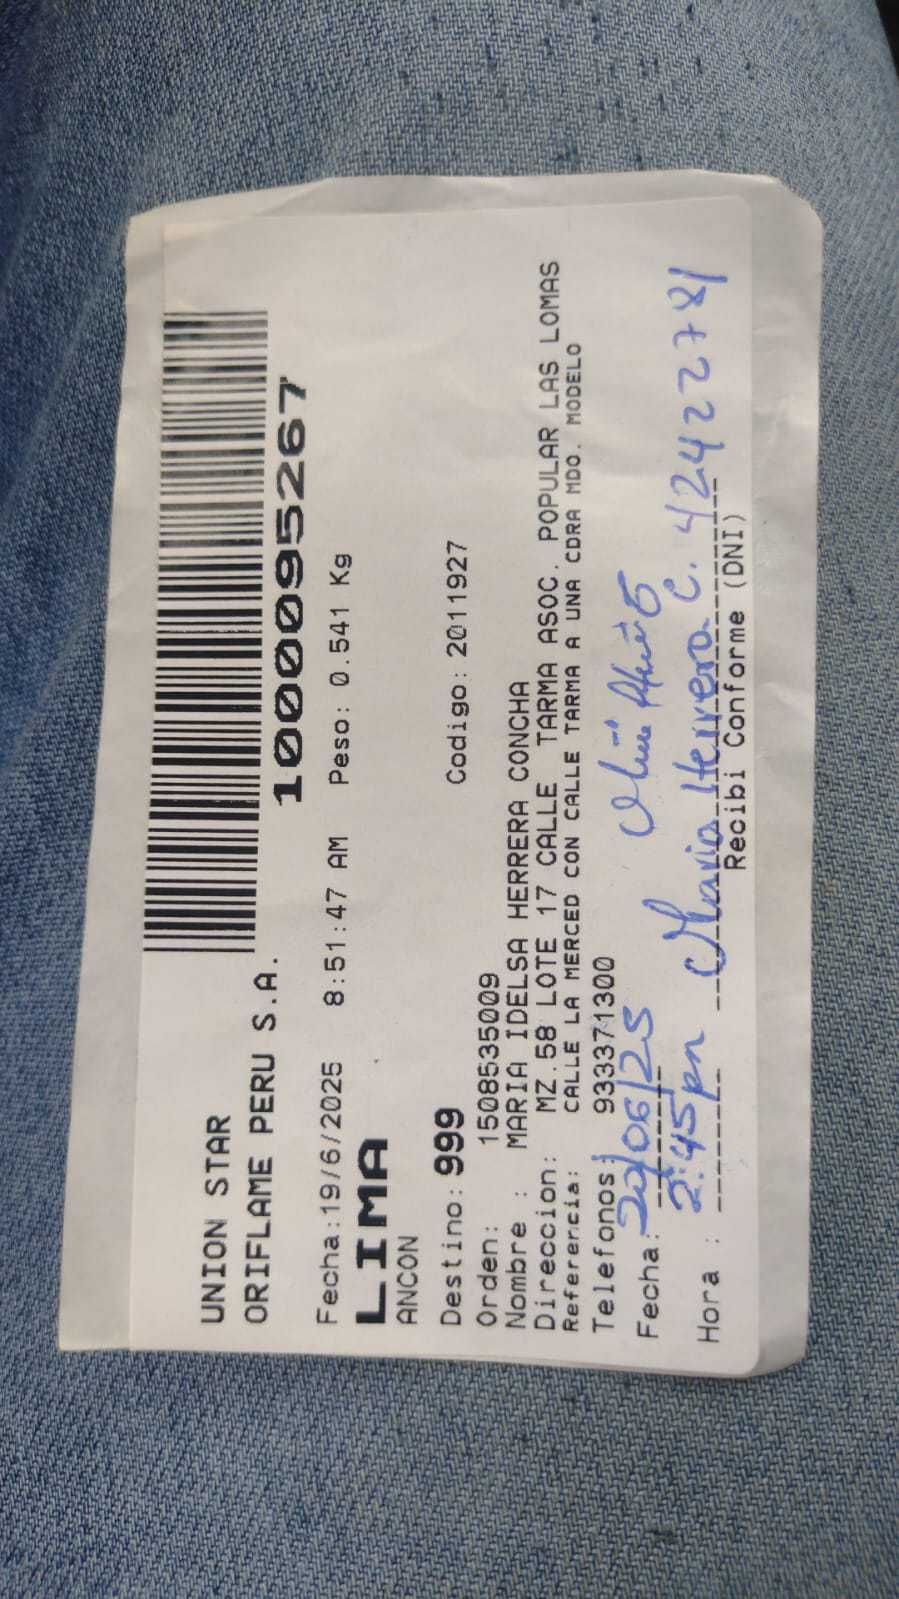 100095267
UNION STAR
ORIFLAME PERU S.A.
Fecha:19/6/2025 8:51:47 AM Peso: 0.541 Kg
LIMA
ANCON
Destino: 999 Codigo: 2011927
Orden: 1508535009
Nombre : MARIA IDELSA HERRERA CONCHA
Direccion: MZ.58 LOTE 17 CALLE TARMA ASOC. POPULAR LAS LOMAS
Referencia: CALLE LA MERCED CON CALLE TARMA A UNA CDRA MDO. MODELO
Telefonos: 933371300
Fecha: 20/06/25
Hora : 2:45pm Maria Herrera C. 42422781
Recibi Conforme (DNI)